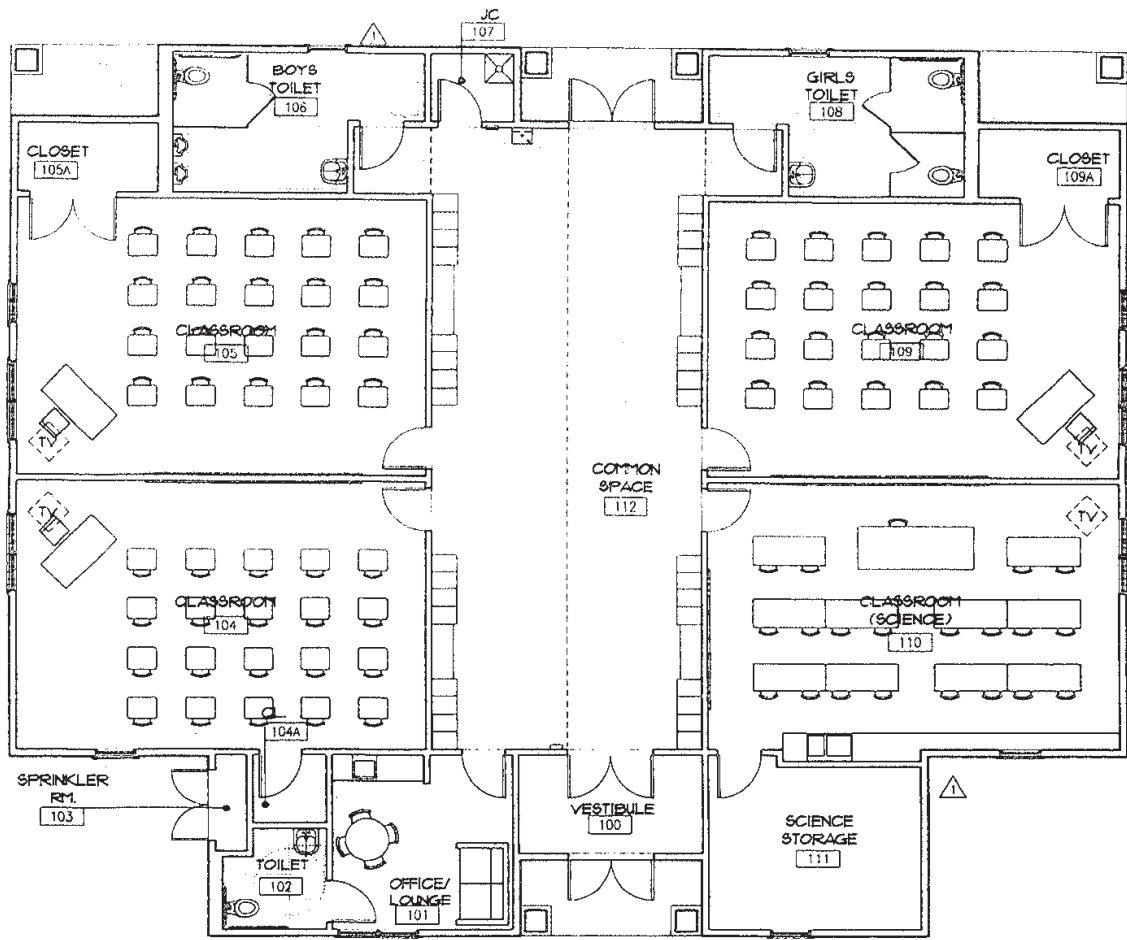 JC
107
1
BOYS
TOILET
106
GIRLS
TOILET
108
CLOSET
105A
CLOSET
109A
CLASSROOM
105
CLASSROOM
109
TV
TV
COMMON
SPACE
112
TV
TV
CLASSROOM
104
CLASSROOM
(SCIENCE)
110
104A
SPRINKLER
RM.
103
VESTIBULE
100
1
SCIENCE
STORAGE
111
TOILET
102
OFFICE/
LOUNGE
101